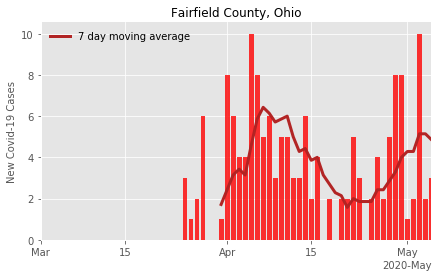 Fairfield County, Ohio
7 day moving average
New Covid-19 Cases
10
8
6
4
2
0
Mar
15
Apr
15
May
2020-May